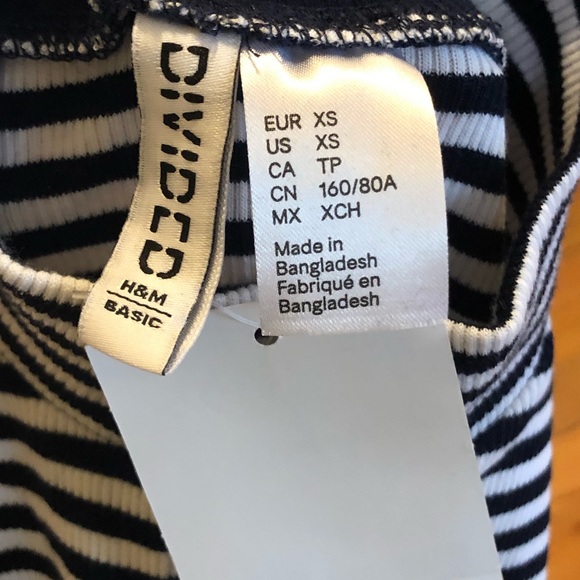 DIVIDED
H&M
BASIC
EUR XS
US XS
CA TP
CN 160/80A
MX XCH
Made in
Bangladesh
Fabriqué en
Bangladesh